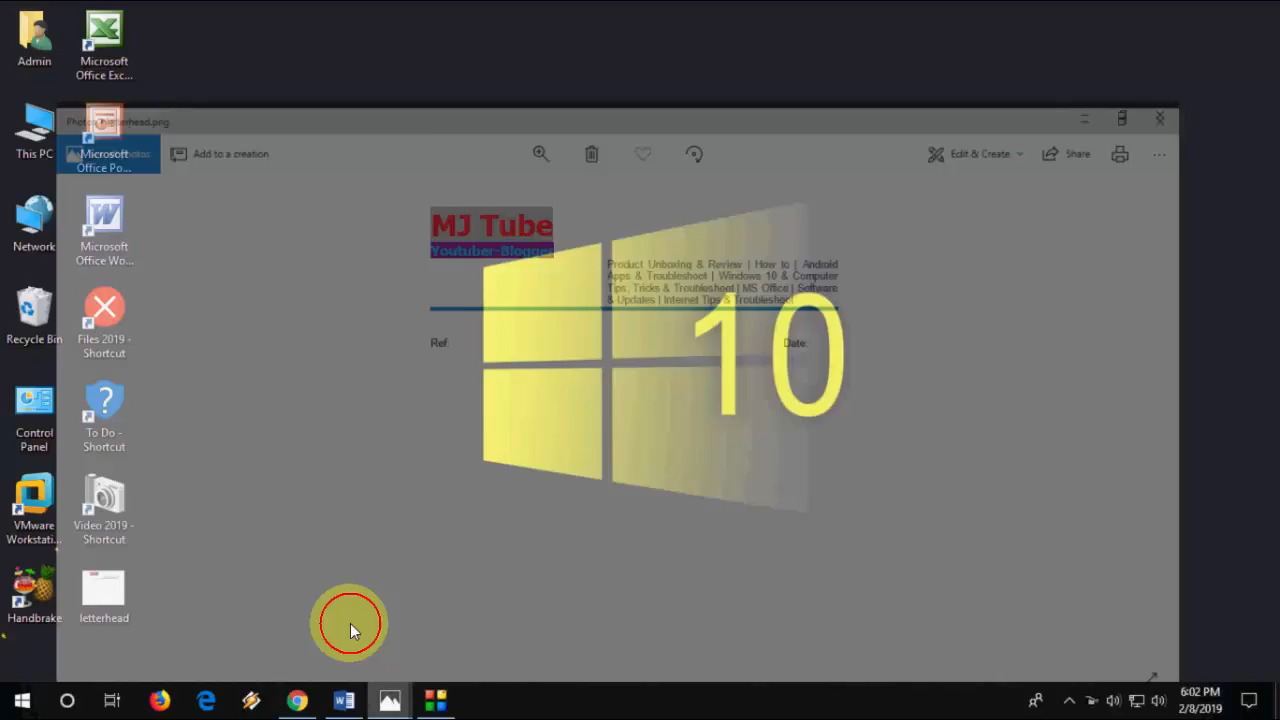 Admin
Microsoft
Office Exc...
This PC
Microsoft
Office Po...
Network
Microsoft
Office Wo...
Recycle Bin
Files 2019 -
Shortcut
Control
Panel
To Do -
Shortcut
VMware
Workstati...
Video 2019 -
Shortcut
Handbrake
letterhead
Add to a creation
Edit & Create
Share
MJ Tube
Youtuber-Blogger
Product Unboxing & Review | How to | Android
Apps & Troubleshoot | Windows 10 & Computer
Tips, Tricks & Troubleshoot | MS Office | Software
& Updates | Internet Tips & Troubleshoot
Ref:
Date:
10
6:02 PM
2/8/2019